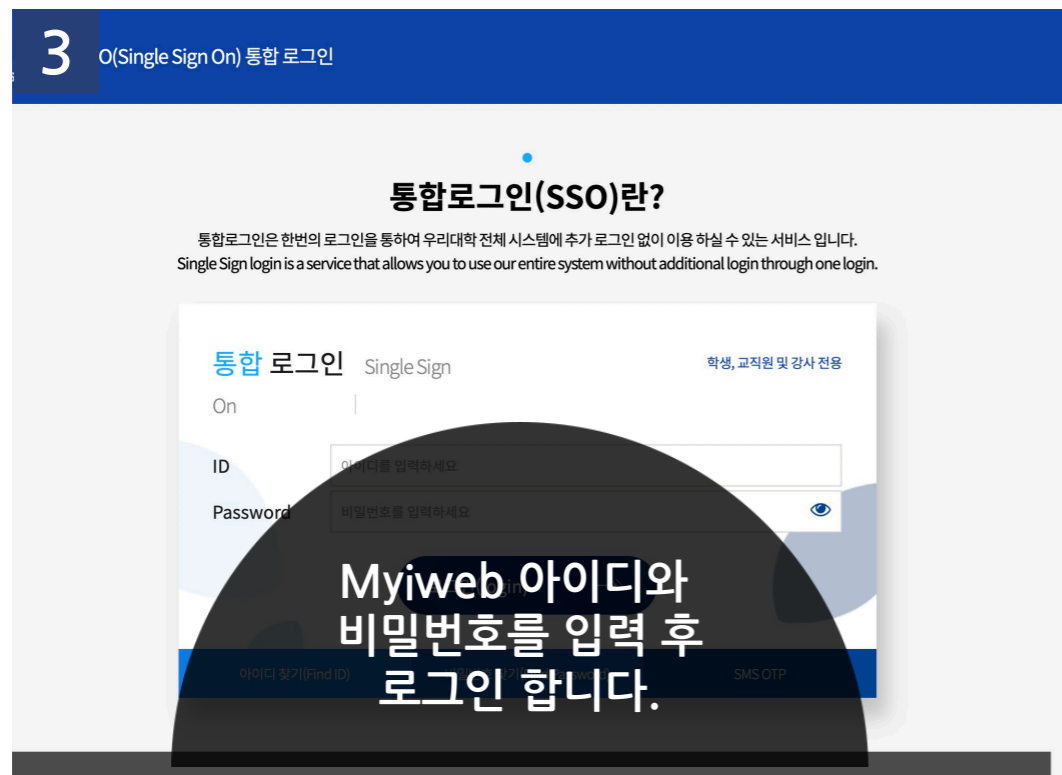 3
O(Single Sign On) 통합 로그인
통합로그인(SSO)란?
통합로그인은 한번의 로그인을 통하여 우리대학 전체 시스템에 추가 로그인 없이 이용 하실 수 있는 서비스 입니다.
Single Sign login is a service that allows you to use our entire system without additional login through one login.
통합 로그인 Single Sign
On
학생, 교직원 및 강사 전용
ID
아이디를 입력하세요
Password
비밀번호를 입력하세요
Myiweb 아이디와
비밀번호를 입력 후
로그인 합니다.
아이디 찾기(Find ID)
SMS OTP